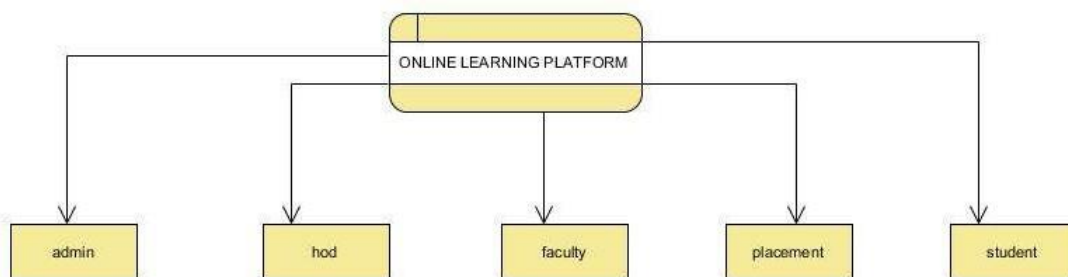 ONLINE LEARNING PLATFORM
admin
hod
faculty
placement
student